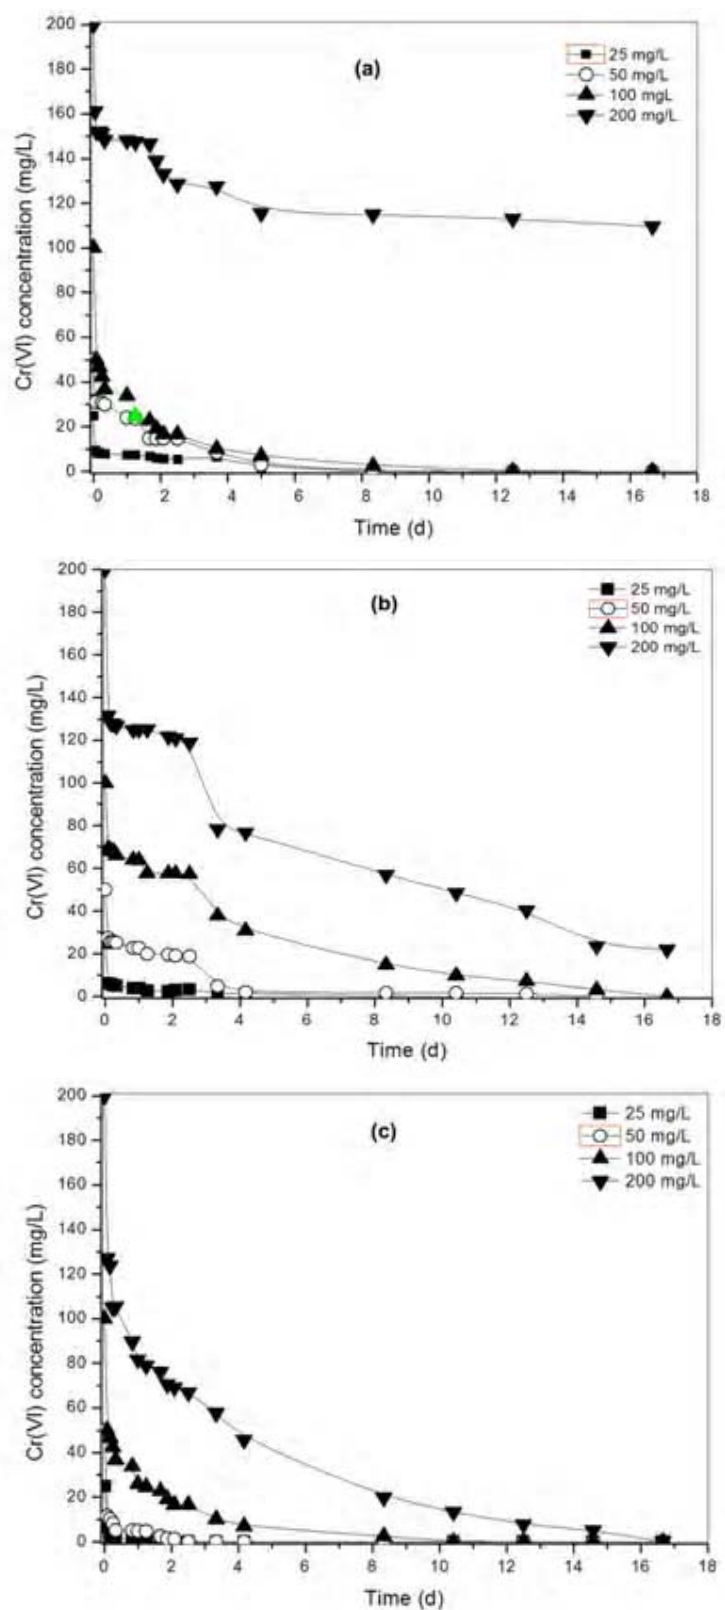 (a)
25 mg/L
50 mg/L
100 mgL
200 mg/L
Cr(VI) concentration (mg/L)
200
180
160
140
120
100
80
60
40
20
0
0 2 4 6 8 10 12 14 16 18
Time (d)
(b)
25 mg/L
50 mg/L
100 mg/L
200 mg/L
Cr(VI) concentration (mg/L)
200
180
160
140
120
100
80
60
40
20
0
0 2 4 6 8 10 12 14 16 18
Time (d)
(c)
25 mg/L
50 mg/L
100 mg/L
200 mg/L
Cr(VI) concentration (mg/L)
200
180
160
140
120
100
80
60
40
20
0
0 2 4 6 8 10 12 14 16 18
Time (d)